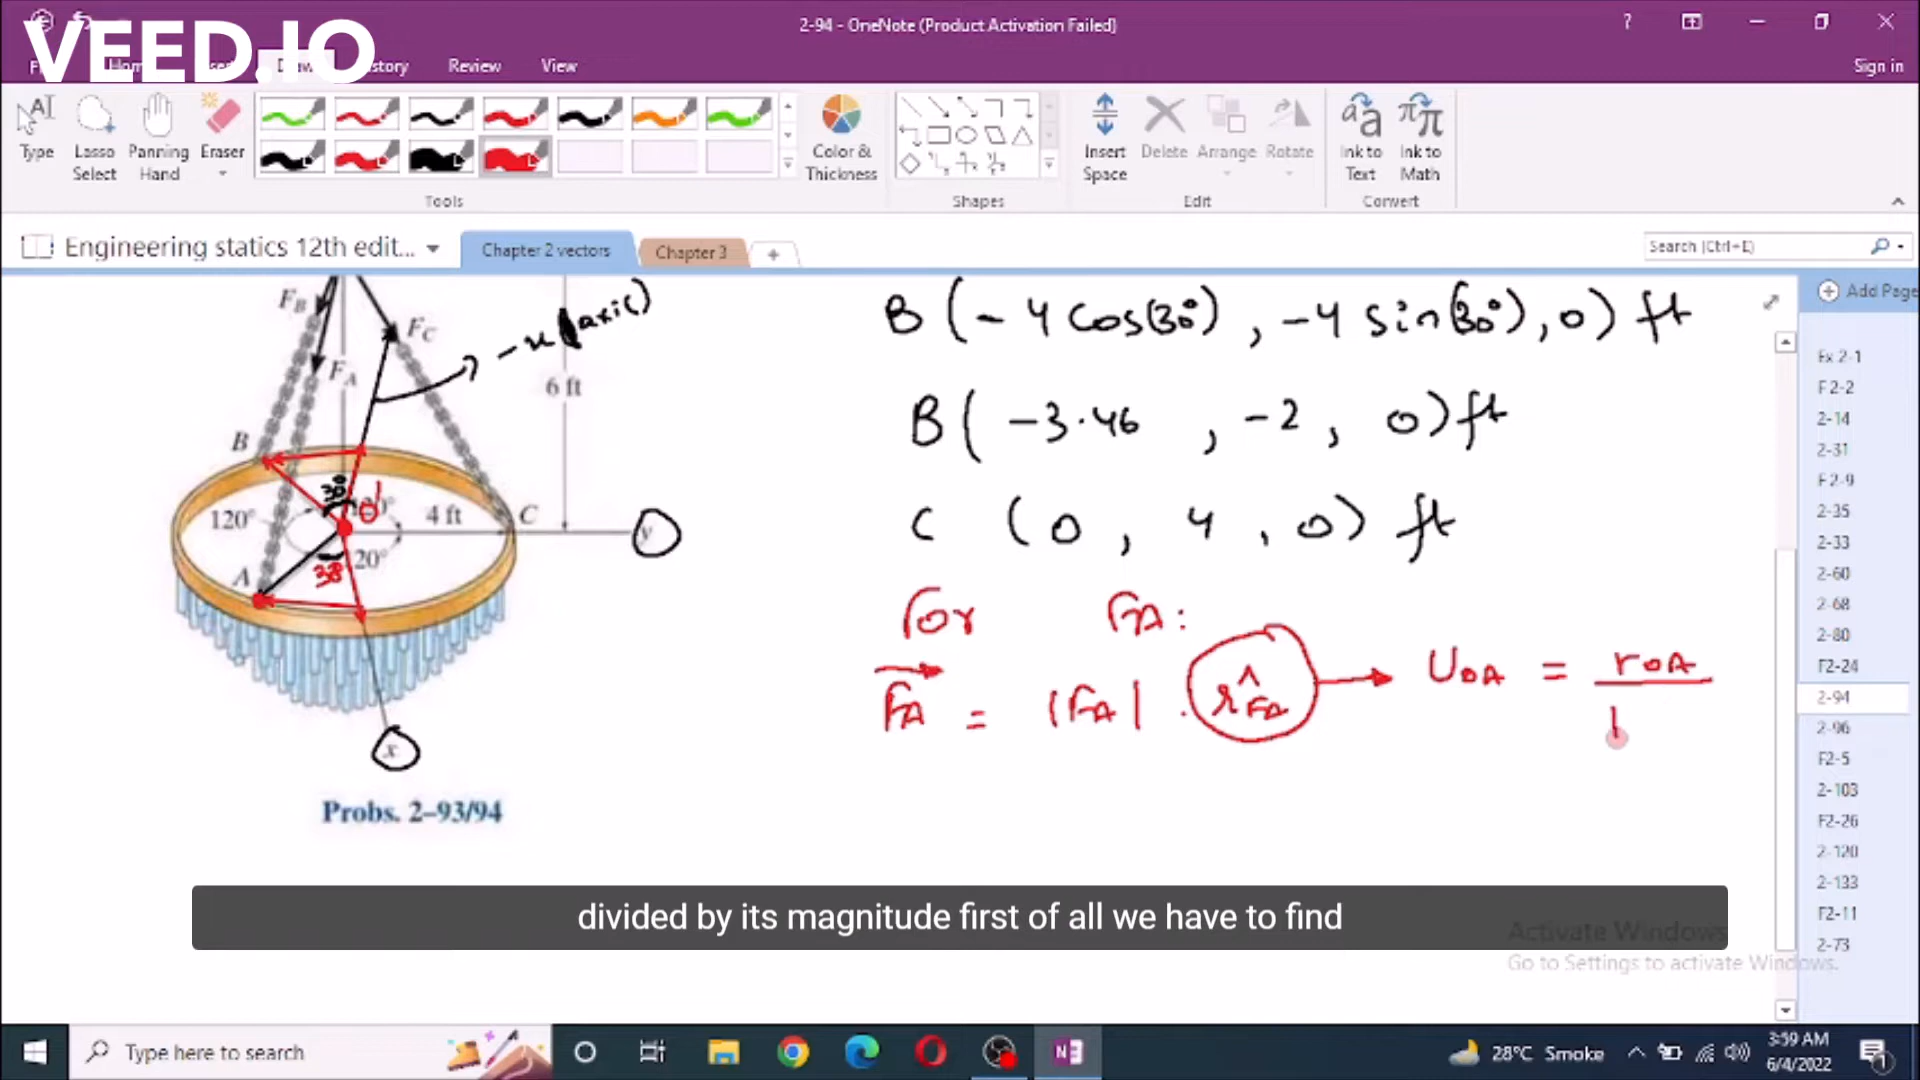 2-94 - OneNote (Product Activation Failed)
VEED.IO
Review
View
Sign in
Type
Lasso Select
Panning Hand
Eraser
Color & Thickness
Insert Space
Delete
Arrange
Rotate
Ink to Text
Ink to Math
Tools
Shapes
Edit
Convert
Engineering statics 12th edit...
Chapter 2 vectors
Chapter 3
Search (Ctrl+E)
Add Page
FB
FC
FA
-x (axis)
6 ft
B
30°
O'
120°
120°
4 ft
C
y
A
30
20°
x
Probs. 2–93/94
B (-4 cos(30°), -4 sin(30°), 0) ft
B (-3.46, -2, 0) ft
C (0, 4, 0) ft
For FA:
FA = |FA| . r^FA → UOA = rOA
Ex 2-1
F 2-2
2-14
2-31
F 2-9
2-35
2-33
2-60
2-68
2-80
F2-24
2-94
2-96
F2-5
2-103
F2-26
2-120
2-133
F2-11
2-73
divided by its magnitude first of all we have to find
Activate Windows
Go to Settings to activate Windows.
Type here to search
28°C Smoke
3:59 AM
6/4/2022